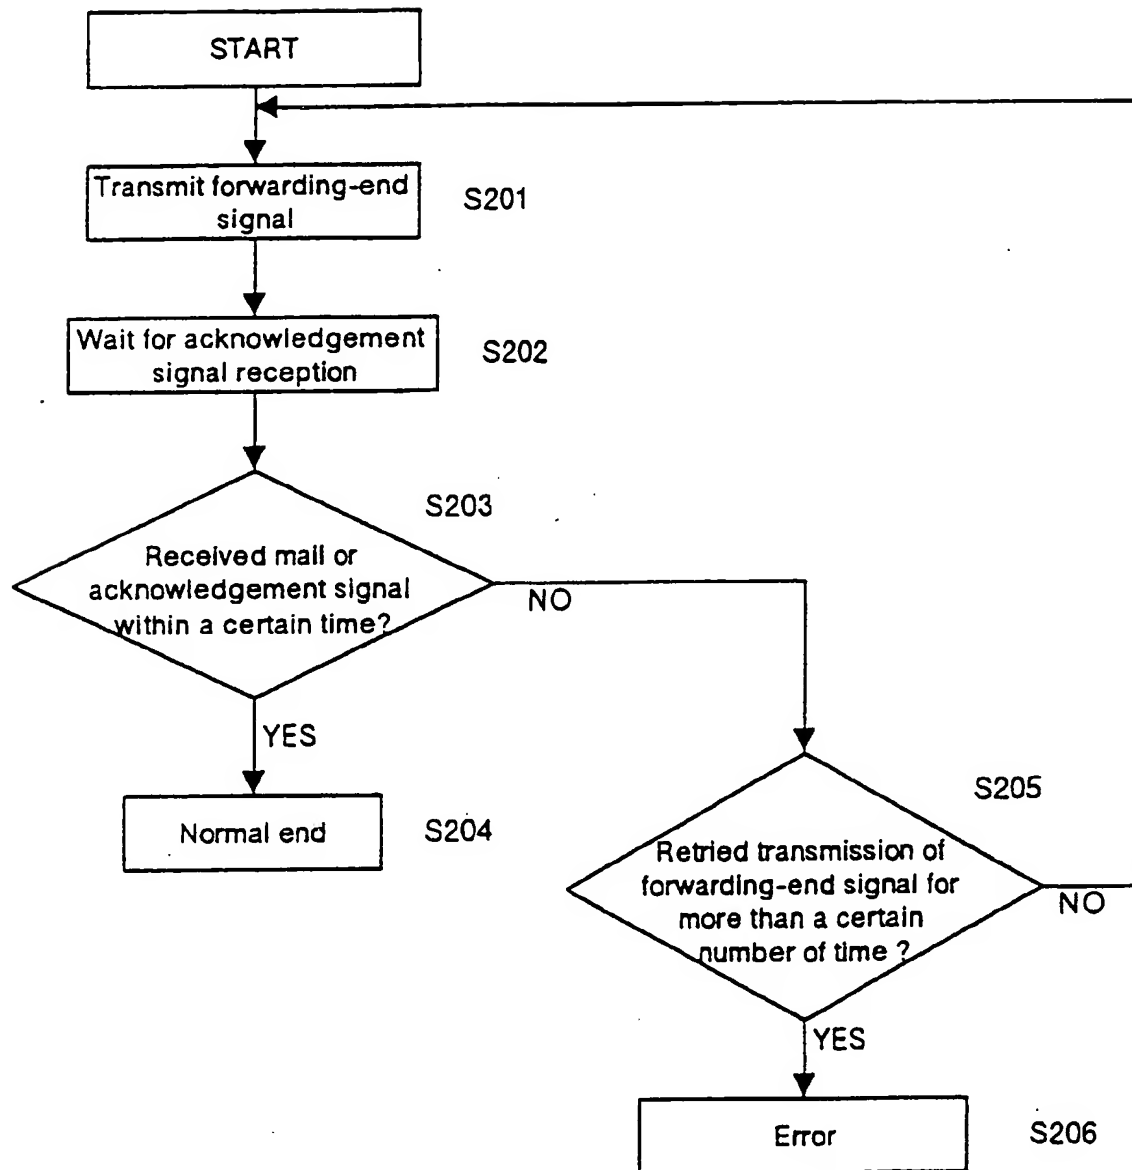 START
Transmit forwarding-end
signal
S201
Wait for acknowledgement
signal reception
S202
S203
Received mail or
acknowledgement signal
within a certain time?
NO
YES
Normal end
S204
S205
Retried transmission of
forwarding-end signal for
more than a certain
number of time ?
NO
YES
Error
S206